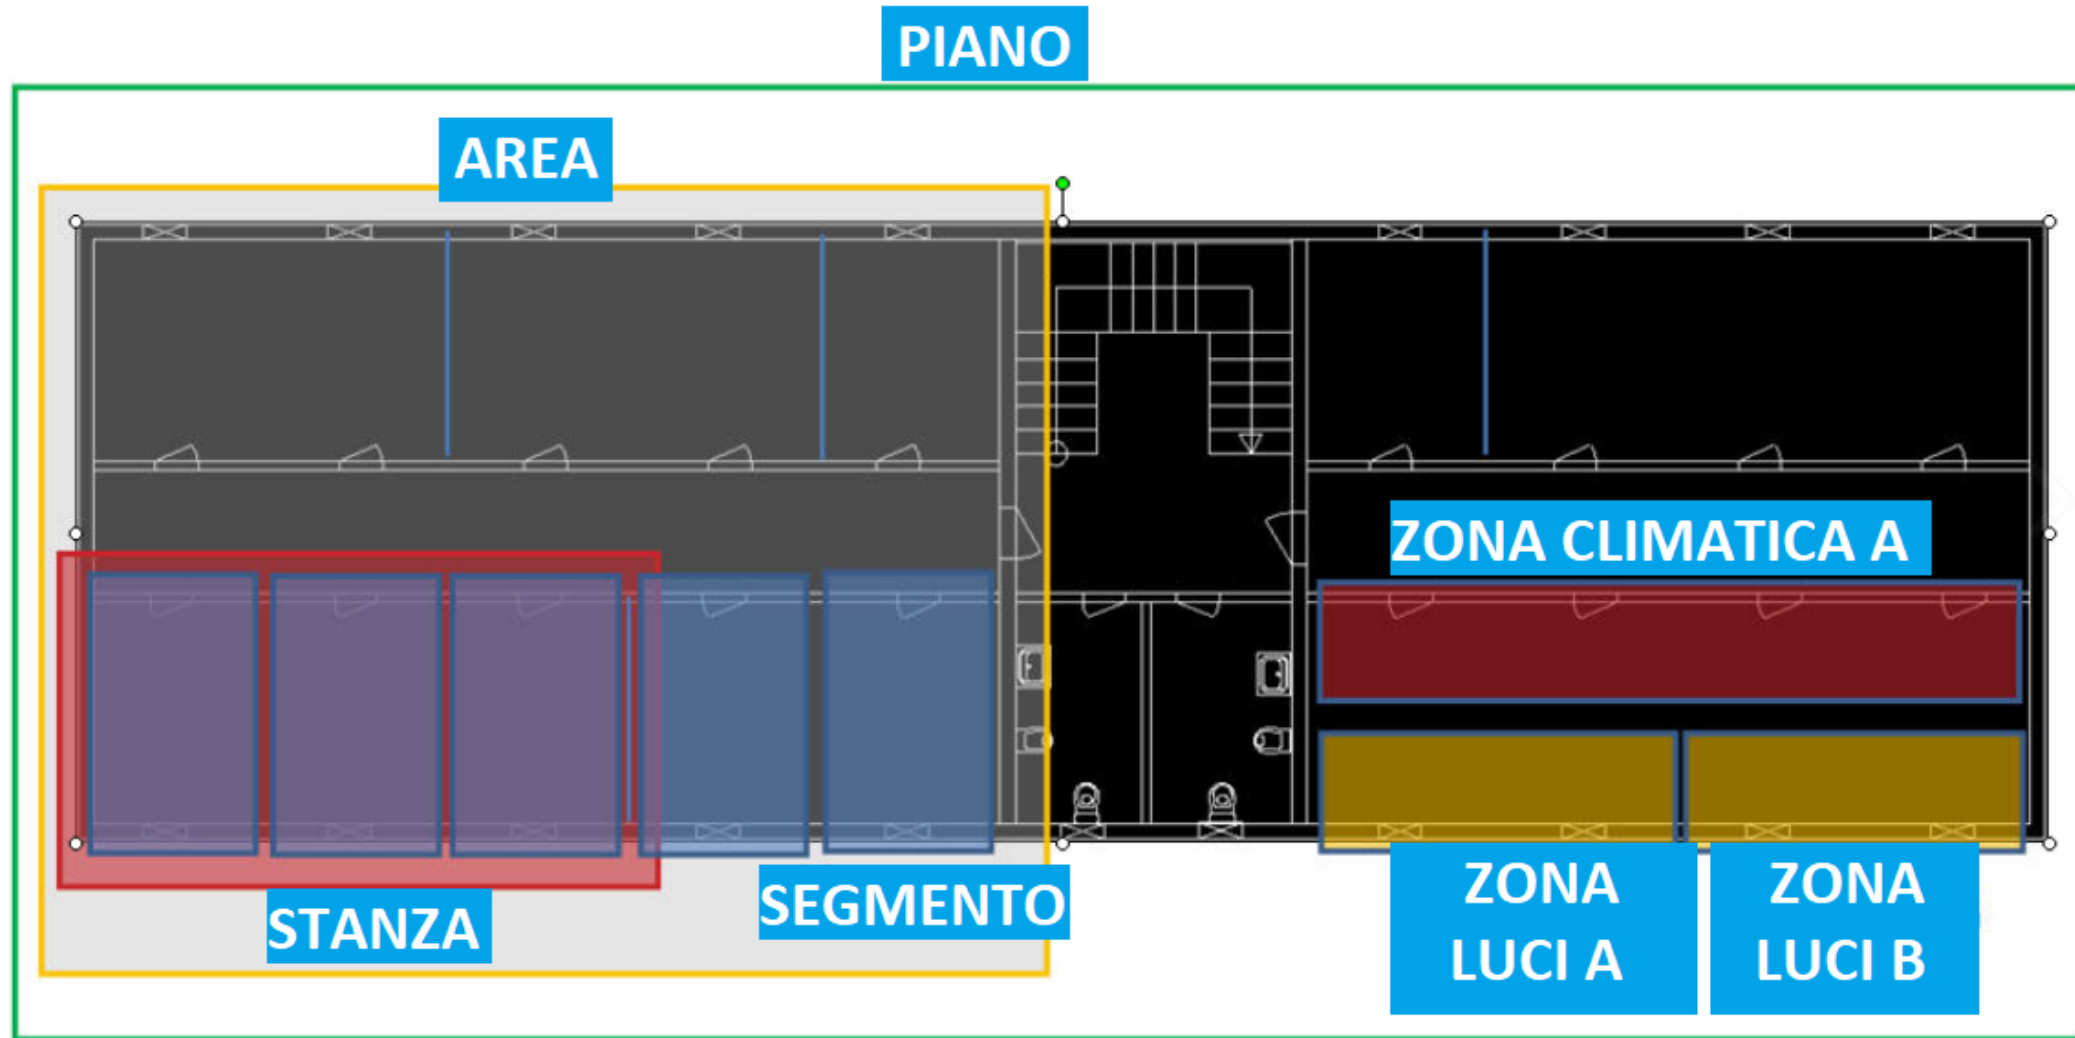 PIANO
AREA
ZONA CLIMATICA A
STANZA
SEGMENTO
ZONA
LUCI A
ZONA
LUCI B